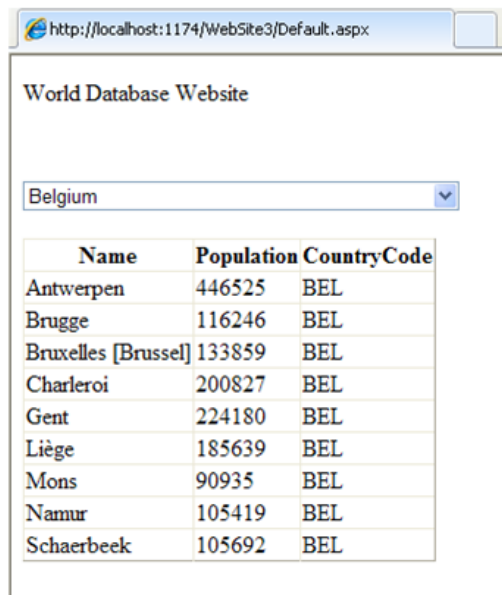 http://localhost:1174/WebSite3/Default.aspx
World Database Website
Belgium
Name Population CountryCode
Antwerpen 446525 BEL
Brugge 116246 BEL
Bruxelles [Brussel] 133859 BEL
Charleroi 200827 BEL
Gent 224180 BEL
Liège 185639 BEL
Mons 90935 BEL
Namur 105419 BEL
Schaerbeek 105692 BEL